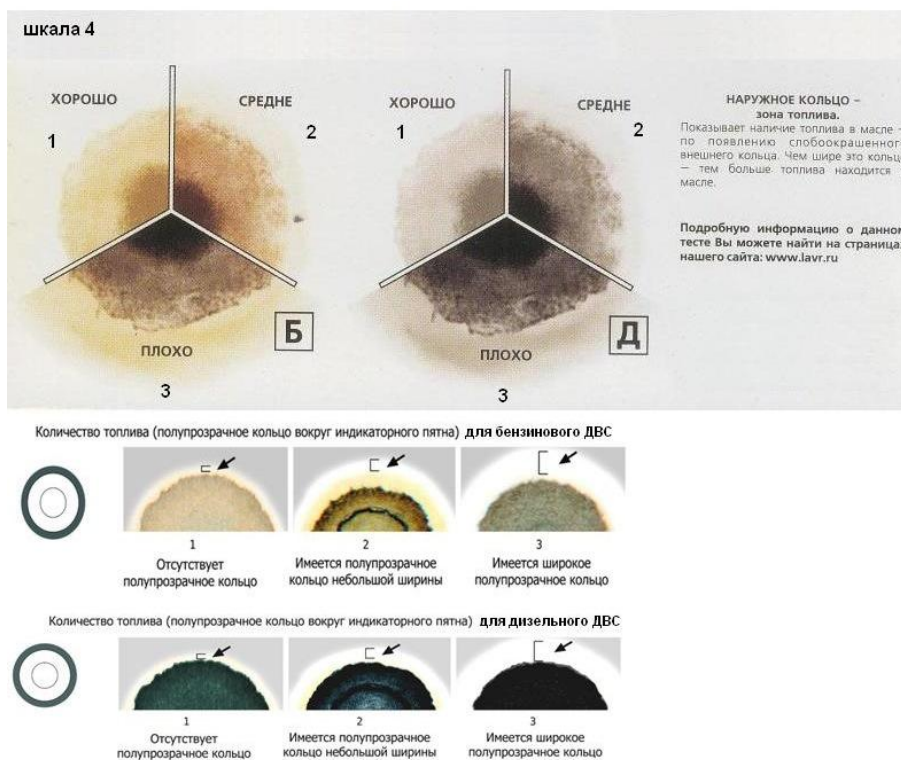 шкала 4
ХОРОШО
СРЕДНЕ
1
2
Б
ПЛОХО
3
ХОРОШО
СРЕДНЕ
1
2
Д
ПЛОХО
3
НАРУЖНОЕ КОЛЬЦО –
зона топлива.
Показывает наличие топлива в масле –
по появлению слобоокрашенног
внешнего кольца. Чем шире это кольц
— тем больше топлива находится
масле.
Подробную информацию о данном
тесте Вы можете найти на страница
нашего сайта: www.lavr.ru
Количество топлива (полупрозрачное кольцо вокруг индикаторного пятна) для бензинового ДВС
1
Отсутствует
полупрозрачное кольцо
2
Имеется полупрозрачное
кольцо небольшой ширины
3
Имеется широкое
полупрозрачное кольцо
Количество топлива (полупрозрачное кольцо вокруг индикаторного пятна) для дизельного ДВС
1
Отсутствует
полупрозрачное кольцо
2
Имеется полупрозрачное
кольцо небольшой ширины
3
Имеется широкое
полупрозрачное кольцо